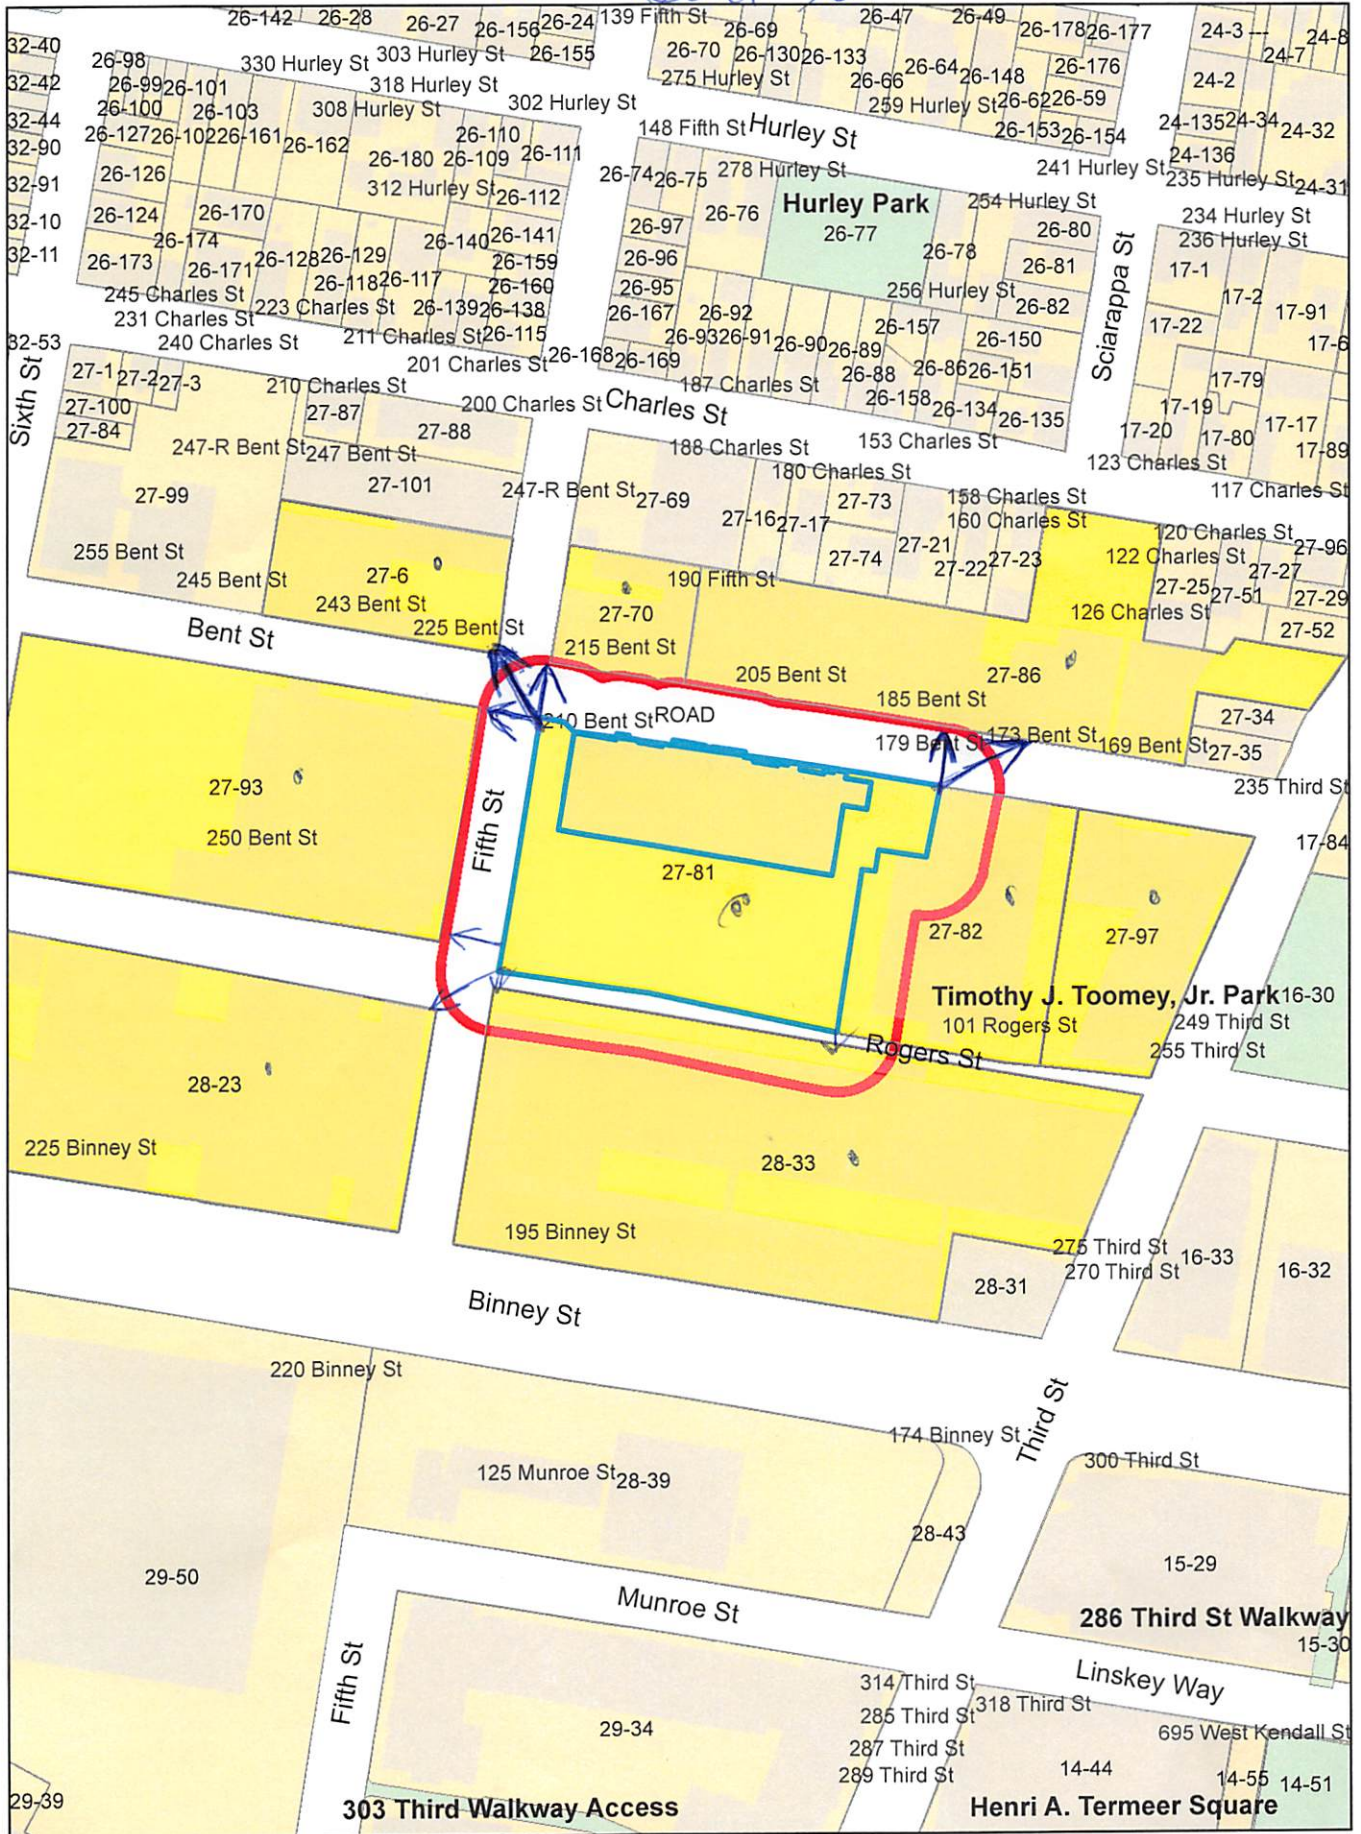 26-142 26-28 26-27 26-156 26-24 139 Fifth St 26-69 26-47 26-49 26-178 26-177 24-3 24-8
32-40 26-98 330 Hurley St 303 Hurley St 26-155 26-70 26-130 26-133 26-64 26-148 26-176 24-7
32-42 26-99 26-101 318 Hurley St 275 Hurley St 26-66 24-2
26-100 26-103 308 Hurley St 302 Hurley St 259 Hurley St 26-62 26-59
32-44 26-127 26-102 26-161 26-162 26-110 148 Fifth St Hurley St 26-153 26-154 24-135 24-34 24-32
32-90 26-180 26-109 26-111 24-136
32-91 26-126 312 Hurley St 26-112 26-74 26-75 278 Hurley St 241 Hurley St 235 Hurley St 24-31
32-10 26-124 26-170 26-97 26-76 Hurley Park 254 Hurley St 234 Hurley St
26-174 26-140 26-141 26-77 26-80 236 Hurley St
32-11 26-173 26-171 26-128 26-129 26-159 26-96 26-78 26-81 Sciarappa St 17-1
26-118 26-117 26-160 26-95 256 Hurley St 26-82 17-2
245 Charles St 223 Charles St 26-139 26-138 26-167 26-92 17-91
231 Charles St 211 Charles St 26-115 26-93 26-91 26-90 26-157 26-150 17-22
32-53 240 Charles St 201 Charles St 26-168 26-169 26-89 26-86 26-151 17-6
Sixth St 27-1 27-2 27-3 210 Charles St 187 Charles St 26-88 17-79
27-100 27-87 200 Charles St Charles St 26-158 26-134 26-135 17-19
27-84 27-88 17-20 17-80 17-17
247-R Bent St 247 Bent St 188 Charles St 153 Charles St 17-89
27-101 180 Charles St 123 Charles St
27-99 247-R Bent St 27-69 27-73 158 Charles St 117 Charles St
27-16 27-17 160 Charles St
255 Bent St 27-74 27-21 120 Charles St 27-96
245 Bent St 27-6 190 Fifth St 27-22 27-23 122 Charles St 27-27
243 Bent St 27-70 27-25 27-51 27-29
Bent St 225 Bent St 215 Bent St 126 Charles St 27-52
205 Bent St 27-86
185 Bent St
210 Bent St ROAD 27-34
179 Bent St 173 Bent St 169 Bent St 27-35
27-93 235 Third St
250 Bent St Fifth St 17-84
27-81
27-82 27-97
Timothy J. Toomey, Jr. Park 16-30
101 Rogers St 249 Third St
Rogers St 255 Third St
28-23
225 Binney St 28-33
195 Binney St 275 Third St 16-33
270 Third St 16-32
28-31
Binney St
220 Binney St
174 Binney St Third St
125 Munroe St 28-39 300 Third St
28-43
29-50 15-29
Munroe St 286 Third St Walkway
15-30
Fifth St 314 Third St Linskey Way
285 Third St 318 Third St
29-34 695 West Kendall St
287 Third St
289 Third St 14-44 14-55 14-51
29-39 303 Third Walkway Access Henri A. Termeer Square